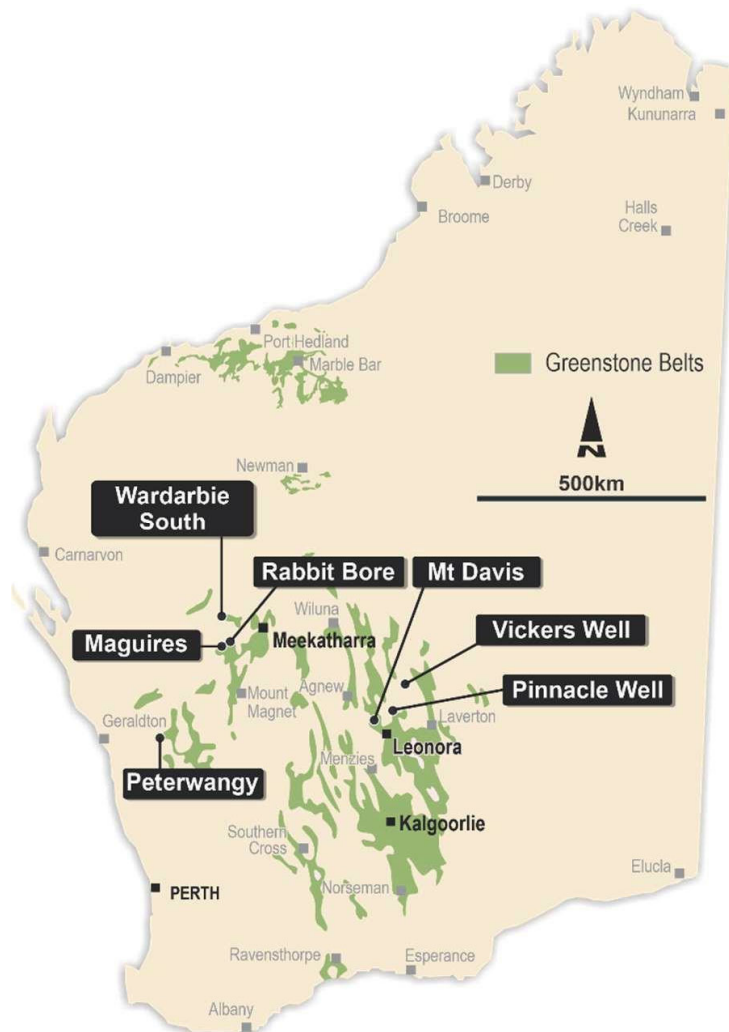 Wyndham
Kununarra
Derby
Broome
Halls
Creek
Port Hedland
Marble Bar
Dampier
Greenstone Belts
N
500km
Newman
Wardarbie
South
Carnarvon
Rabbit Bore
Mt Davis
Wiluna
Vickers Well
Maguires
Meekatharra
Agnew
Pinnacle Well
Mount
Magnet
Laverton
Geraldton
Leonora
Menzies
Peterwangy
Kalgoorlie
Southern
Cross
Elucla
PERTH
Norseman
Ravensthorpe
Esperance
Albany